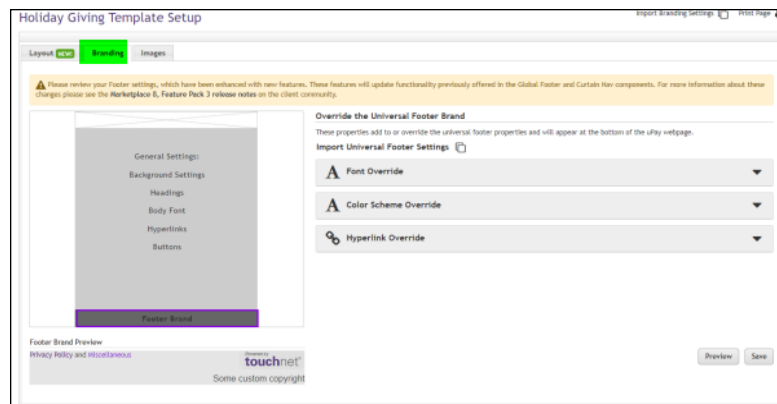 Holiday Giving Template Setup
Import Branding Settings
Print Page
Layout NEW!
Branding
Images
Please review your Footer settings, which have been enhanced with new features. These features will update functionality previously offered in the Global Footer and Curtain Nav components. For more information about these
changes please see the Marketplace 8, Feature Pack 3 release notes on the client community.
General Settings:
Background Settings
Headings
Body Font
Hyperlinks
Buttons
Footer Brand
Override the Universal Footer Brand
These properties add to or override the universal footer properties and will appear at the bottom of the uPay webpage.
Import Universal Footer Settings
A Font Override
A Color Scheme Override
Hyperlink Override
Footer Brand Preview
Privacy Policy and Miscellaneous
Powered by
touchnet®
Some custom copyright
Preview
Save